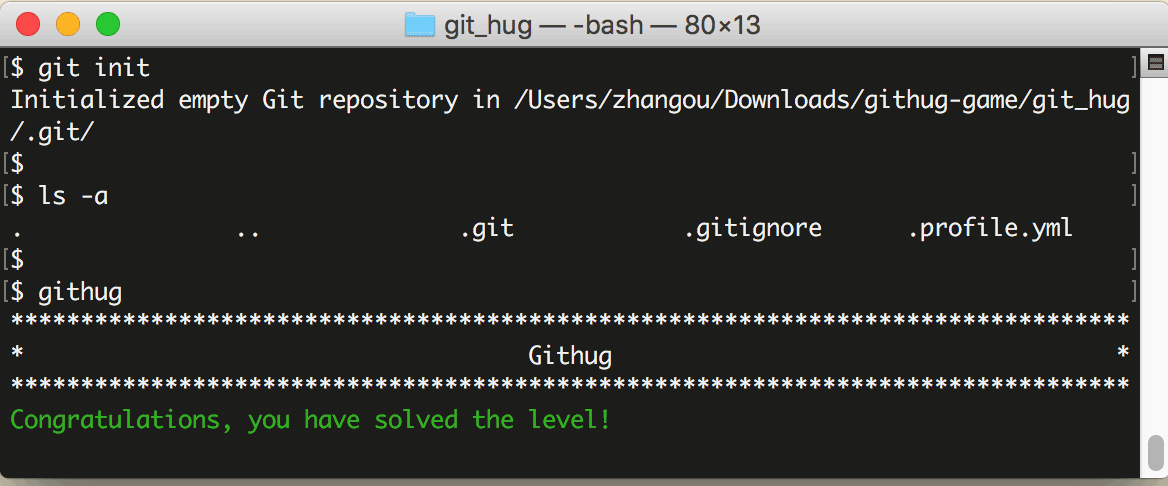 git_hug — -bash — 80×13
[$ git init ]
Initialized empty Git repository in /Users/zhangou/Downloads/githug-game/git_hug
/.git/
[$ ]
[$ ls -a ]
. .. .git .gitignore .profile.yml
[$ ]
[$ githug ]
********************************************************************************
* Githug *
********************************************************************************
Congratulations, you have solved the level!